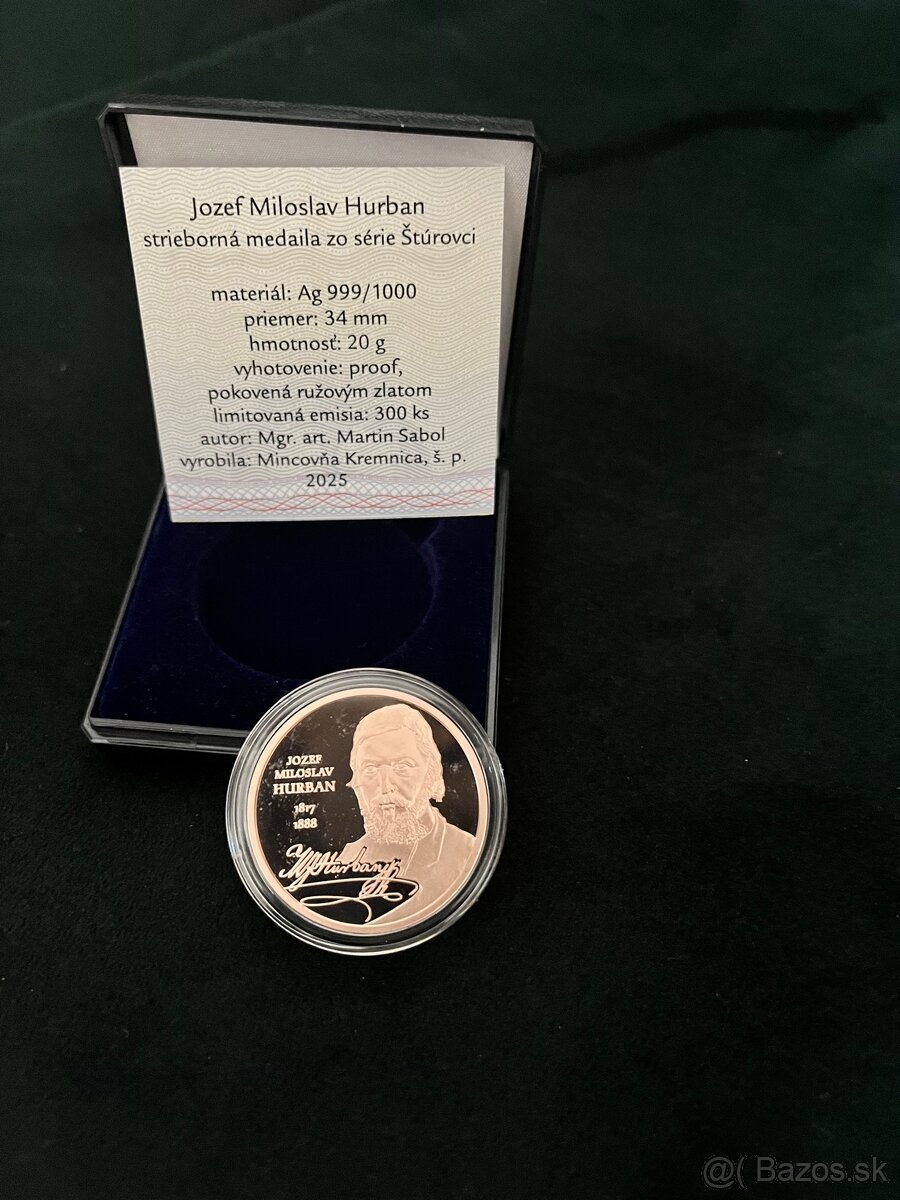 Jozef Miloslav Hurban
strieborná medaila zo série Štúrovci
materiál: Ag 999/1000
priemer: 34 mm
hmotnosť: 20 g
vyhotovenie: proof,
pokovená ružovým zlatom
limitovaná emisia: 300 ks
autor: Mgr. art. Martin Sabol
vyrobila: Mincovňa Kremnica, š. p.
2025
JOZEF
MILOSLAV
HURBAN
1817
1888
@( Bazos.sk